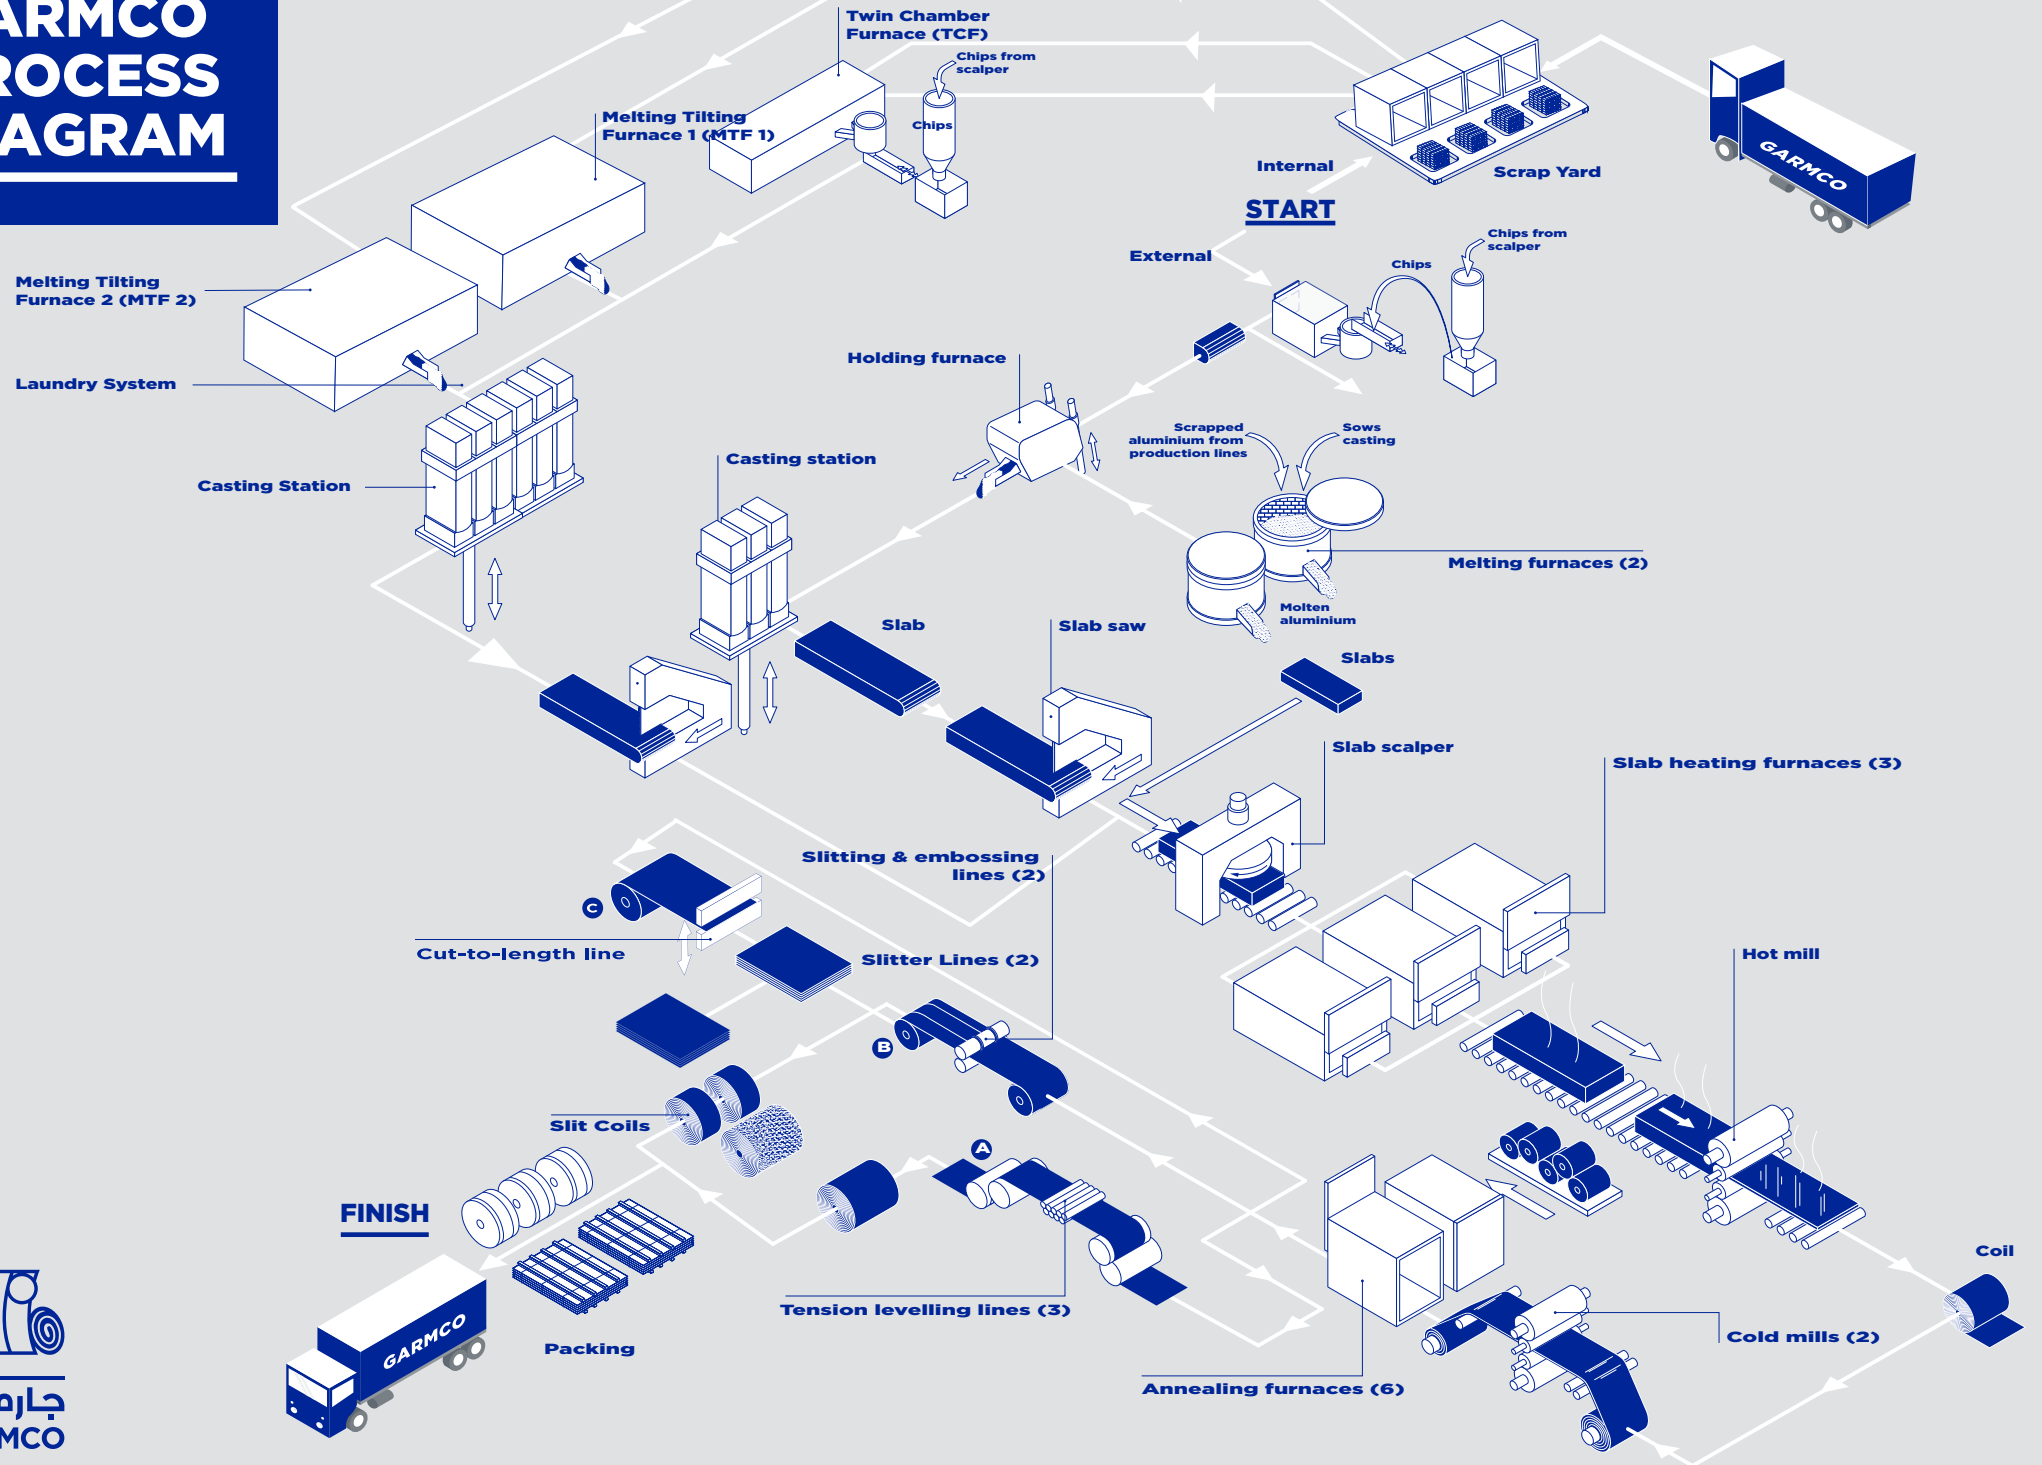 ARMCO
ROCESS
AGRAM
Twin Chamber
Furnace (TCF)
Chips from
scalper
Chips
Melting Tilting
Furnace 1 (MTF 1)
Internal
Scrap Yard
GARMCO
START
External
Chips from
scalper
Chips
Melting Tilting
Furnace 2 (MTF 2)
Laundry System
Holding furnace
Casting Station
Casting station
Scrapped
aluminium from
production lines
Sows
casting
Melting furnaces (2)
Molten
aluminium
Slab
Slab saw
Slabs
Slab scalper
Slab heating furnaces (3)
Slitting & embossing
lines (2)
C
Cut-to-length line
Slitter Lines (2)
Hot mill
B
Slit Coils
A
FINISH
Coil
Tension levelling lines (3)
GARMCO
Packing
Cold mills (2)
Annealing furnaces (6)
جارم
MCO